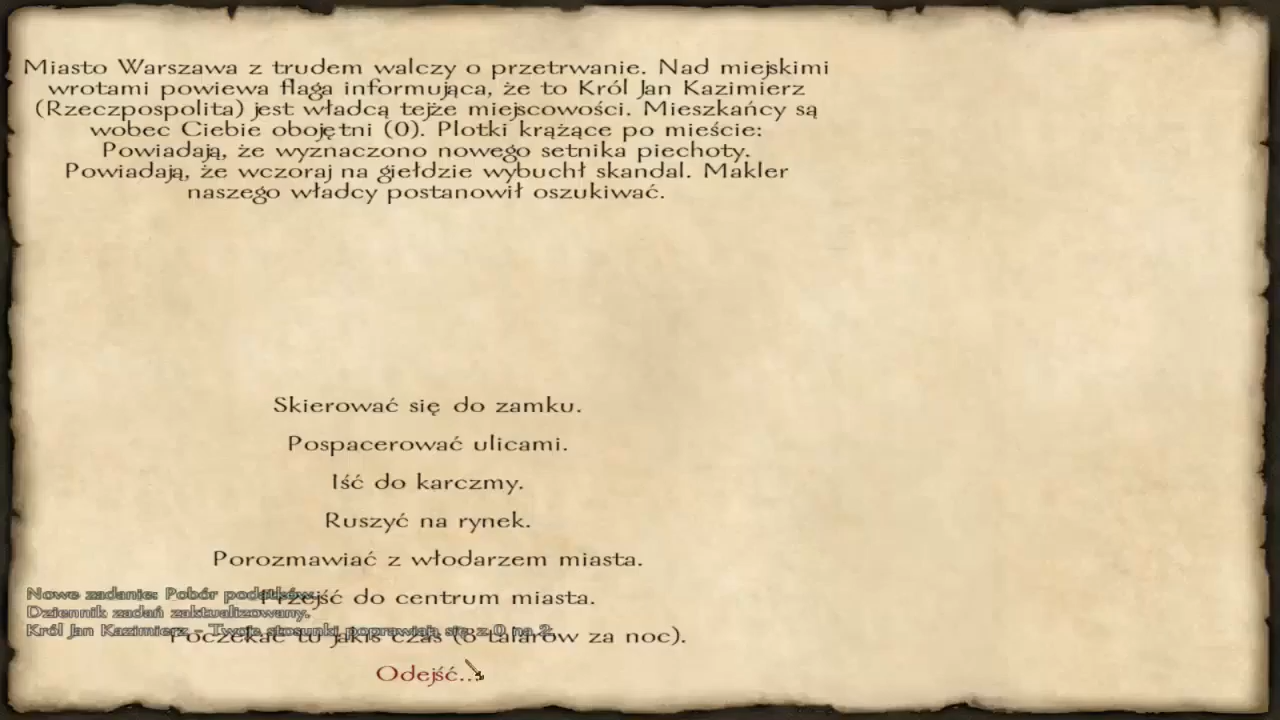 Miasto Warszawa z trudem walczy o przetrwanie. Nad miejskimi
wrotami powiewa flaga informująca, że to Król Jan Kazimierz
(Rzeczpospolita) jest władcą tejże miejscowości. Mieszkańcy są
wobec Ciebie obojętni (0). Plotki krążące po mieście:
Powiadają, że wyznaczono nowego setnika piechoty.
Powiadają, że wczoraj na giełdzie wybuchł skandal. Makler
naszego władcy postanowił oszukiwać.
Skierować się do zamku.
Pospacerować ulicami.
Iść do karczmy.
Ruszyć na rynek.
Porozmawiać z włodarzem miasta.
Nowe zadanie: Pobór podatków.
Przejść do centrum miasta.
Dziennik zadań zaktualizowany.
Król Jan Kazimierz - Twoje stosunki poprawiają się z 0 na 2.
Poczekać tu jakiś czas (8 talarów za noc).
Odejść...